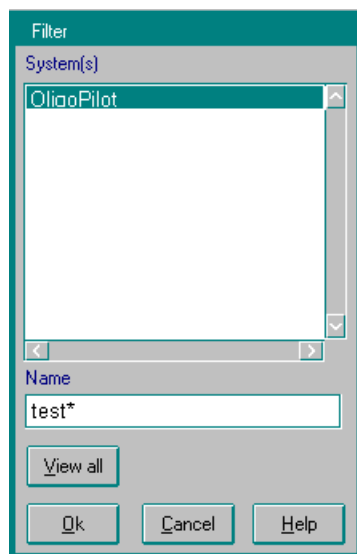 Filter
System(s)
OligoPilot
Name
test*
View all
Ok Cancel Help